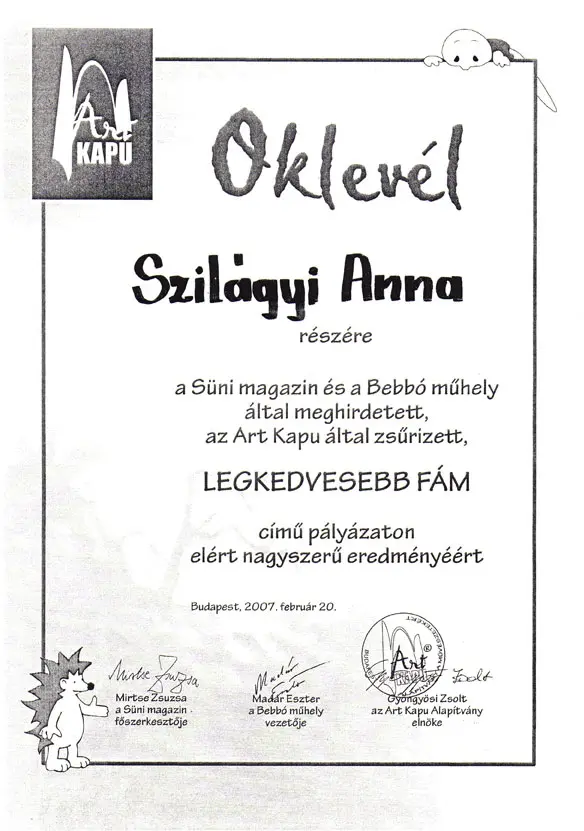 Art
KAPU
Oklevél
Szilágyi Anna
részére
a Süni magazin és a Bebbó műhely
által meghirdetett,
az Art Kapu által zsűrizett,
LEGKEDVESEBB FÁM
című pályázaton
elért nagyszerű eredményéért
Budapest, 2007. február 20.
Mirtse Zsuzsa
Madár Eszter
Zsolt
Art
®
Mirtse Zsuzsa
a Süni magazin
főszerkesztője
Madár Eszter
a Bebbó műhely
vezetője
Gyöngyösi Zsolt
az Art Kapu Alapítvány
elnöke